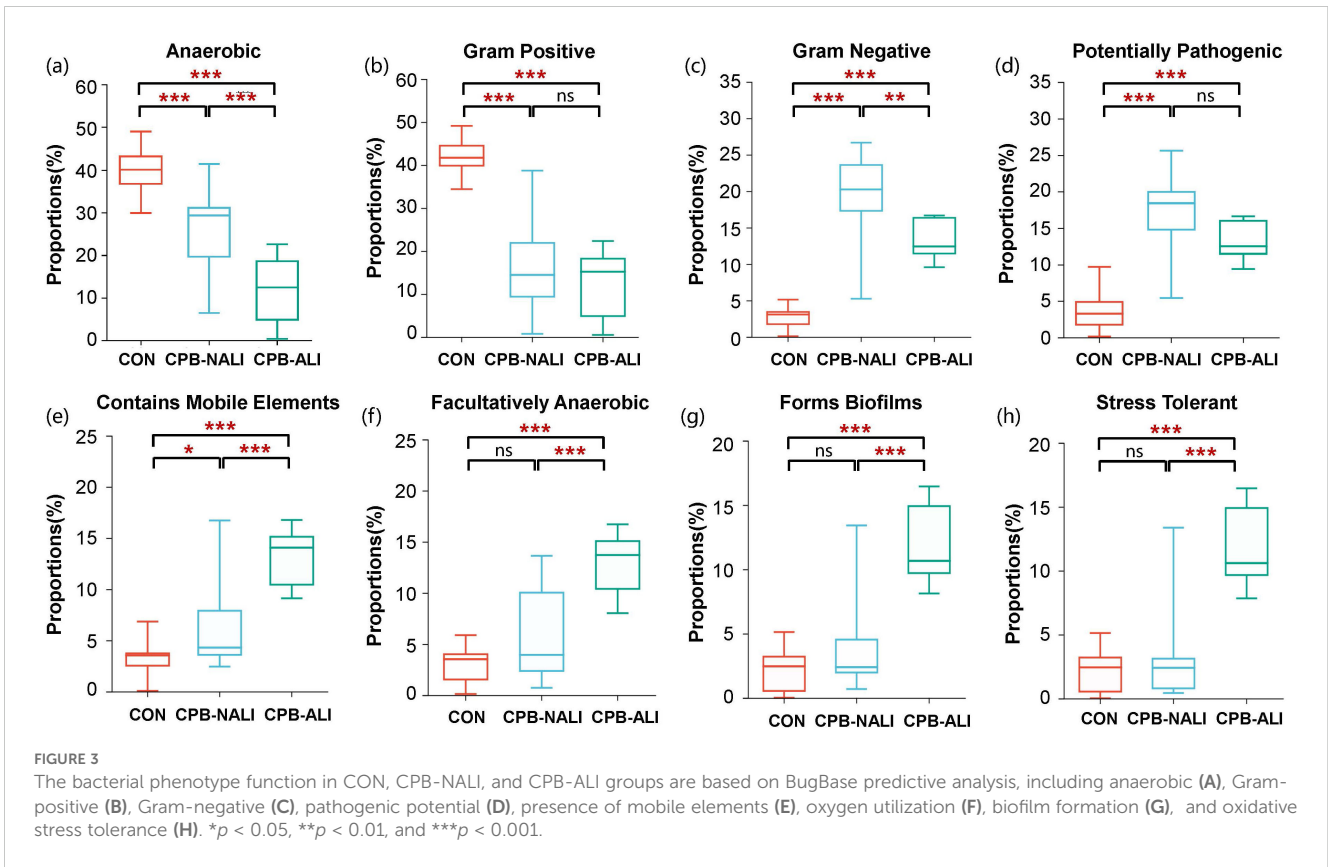 Anaerobic
(a)
***
*** ***
Proportions(%)
60
50
40
30
20
10
0
CON CPB-NALI CPB-ALI
Gram Positive
(b)
***
*** ns
Proportions(%)
60
50
40
30
20
10
0
CON CPB-NALI CPB-ALI
Gram Negative
(c)
***
*** **
Proportions(%)
35
30
25
20
15
10
5
0
CON CPB-NALI CPB-ALI
Potentially Pathogenic
(d)
***
*** ns
Proportions(%)
35
30
25
20
15
10
5
0
CON CPB-NALI CPB-ALI
Contains Mobile Elements
(e)
***
* ***
Proportions(%)
25
20
15
10
5
0
CON CPB-NALI CPB-ALI
Facultatively Anaerobic
(f)
***
ns ***
Proportions(%)
25
20
15
10
5
0
CON CPB-NALI CPB-ALI
Forms Biofilms
(g)
***
ns ***
Proportions(%)
20
15
10
5
0
CON CPB-NALI CPB-ALI
Stress Tolerant
(h)
***
ns ***
Proportions(%)
20
15
10
5
0
CON CPB-NALI CPB-ALI
FIGURE 3
The bacterial phenotype function in CON, CPB-NALI, and CPB-ALI groups are based on BugBase predictive analysis, including anaerobic (A), Gram-
positive (B), Gram-negative (C), pathogenic potential (D), presence of mobile elements (E), oxygen utilization (F), biofilm formation (G), and oxidative
stress tolerance (H). *p < 0.05, **p < 0.01, and ***p < 0.001.